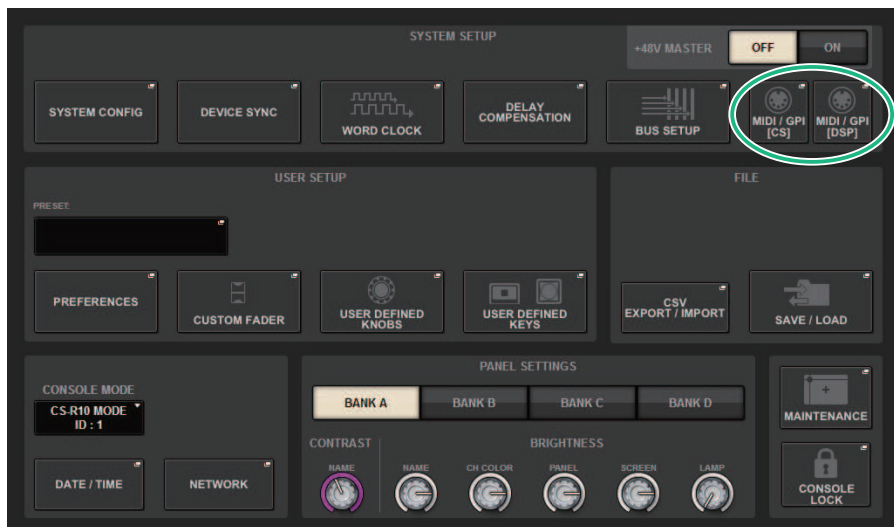 SYSTEM SETUP
+48V MASTER
OFF
ON
SYSTEM CONFIG
DEVICE SYNC
WORD CLOCK
DELAY
COMPENSATION
BUS SETUP
MIDI / GPI
[CS]
MIDI / GPI
[DSP]
USER SETUP
PRESET
PREFERENCES
CUSTOM FADER
USER DEFINED
KNOBS
USER DEFINED
KEYS
FILE
CSV
EXPORT / IMPORT
SAVE / LOAD
CONSOLE MODE
CS-R10 MODE
ID : 1
DATE / TIME
NETWORK
PANEL SETTINGS
BANK A
BANK B
BANK C
BANK D
CONTRAST
BRIGHTNESS
NAME
NAME
CH COLOR
PANEL
SCREEN
LAMP
MAINTENANCE
CONSOLE
LOCK